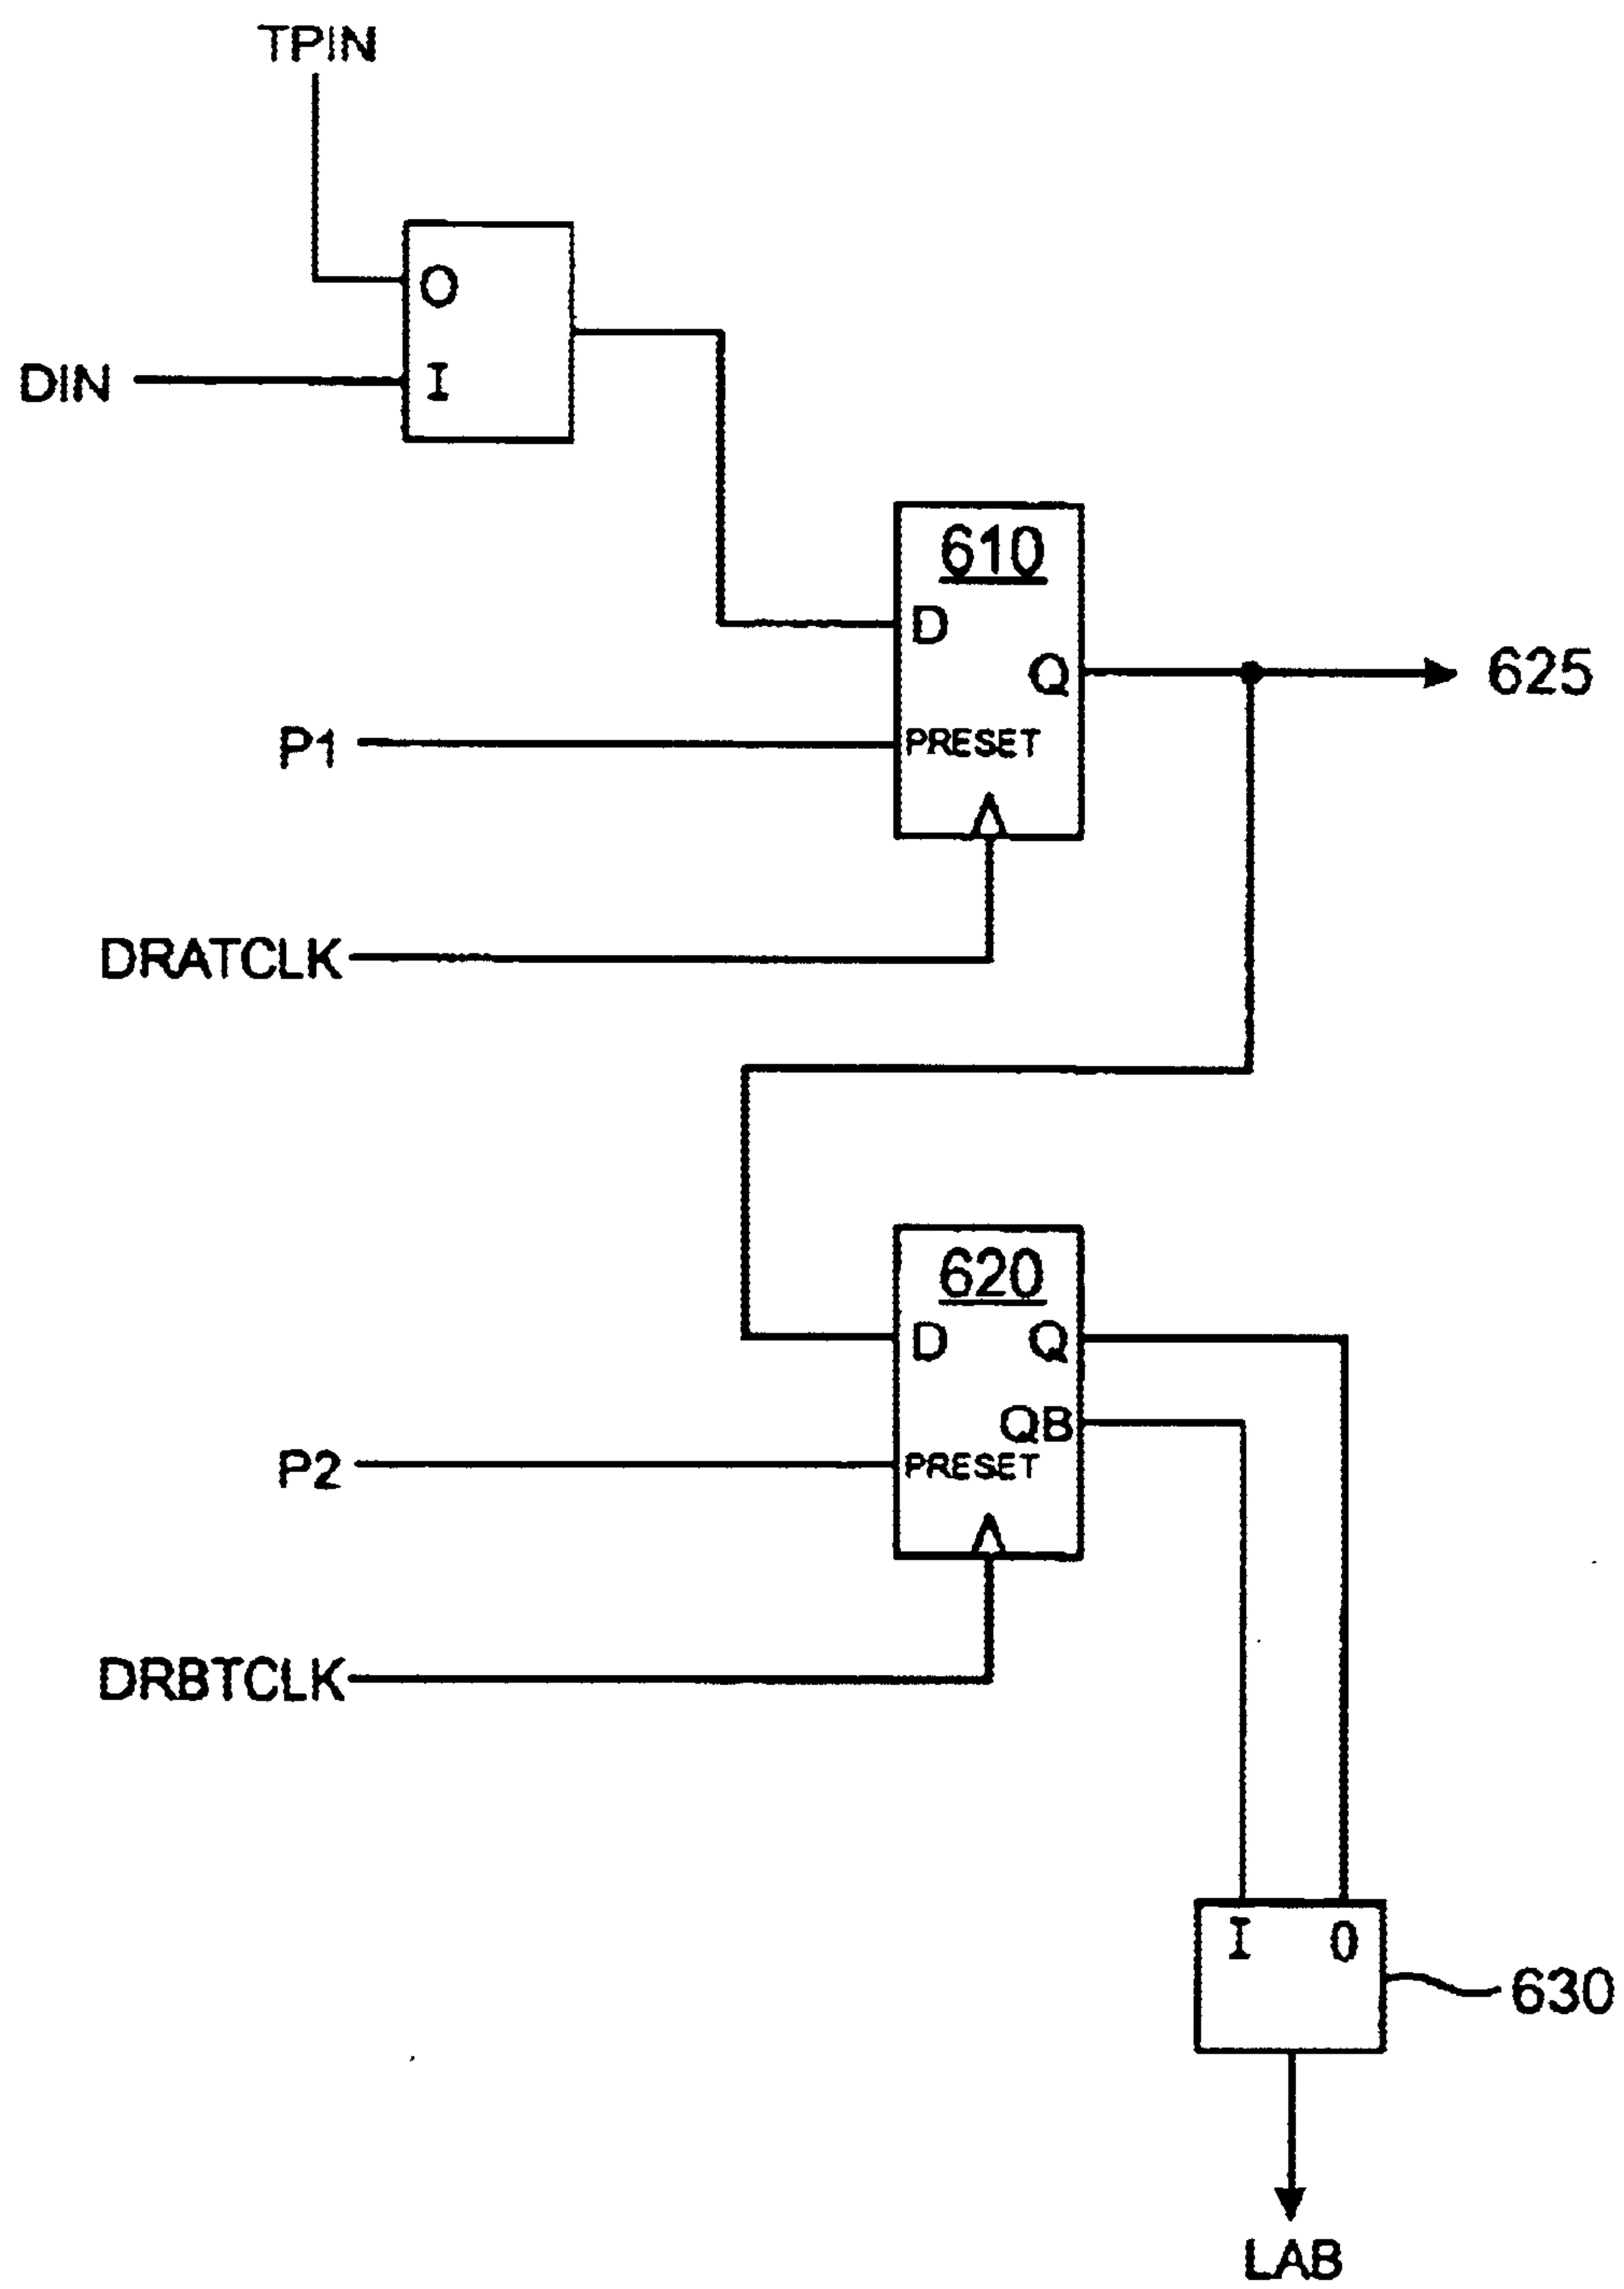 TPIN
O
DIN
I
610
D
Q
625
P1
PRESET
DRATCLK
620
D
Q
QB
P2
PRESET
DRBTCLK
I
0
630
LAB